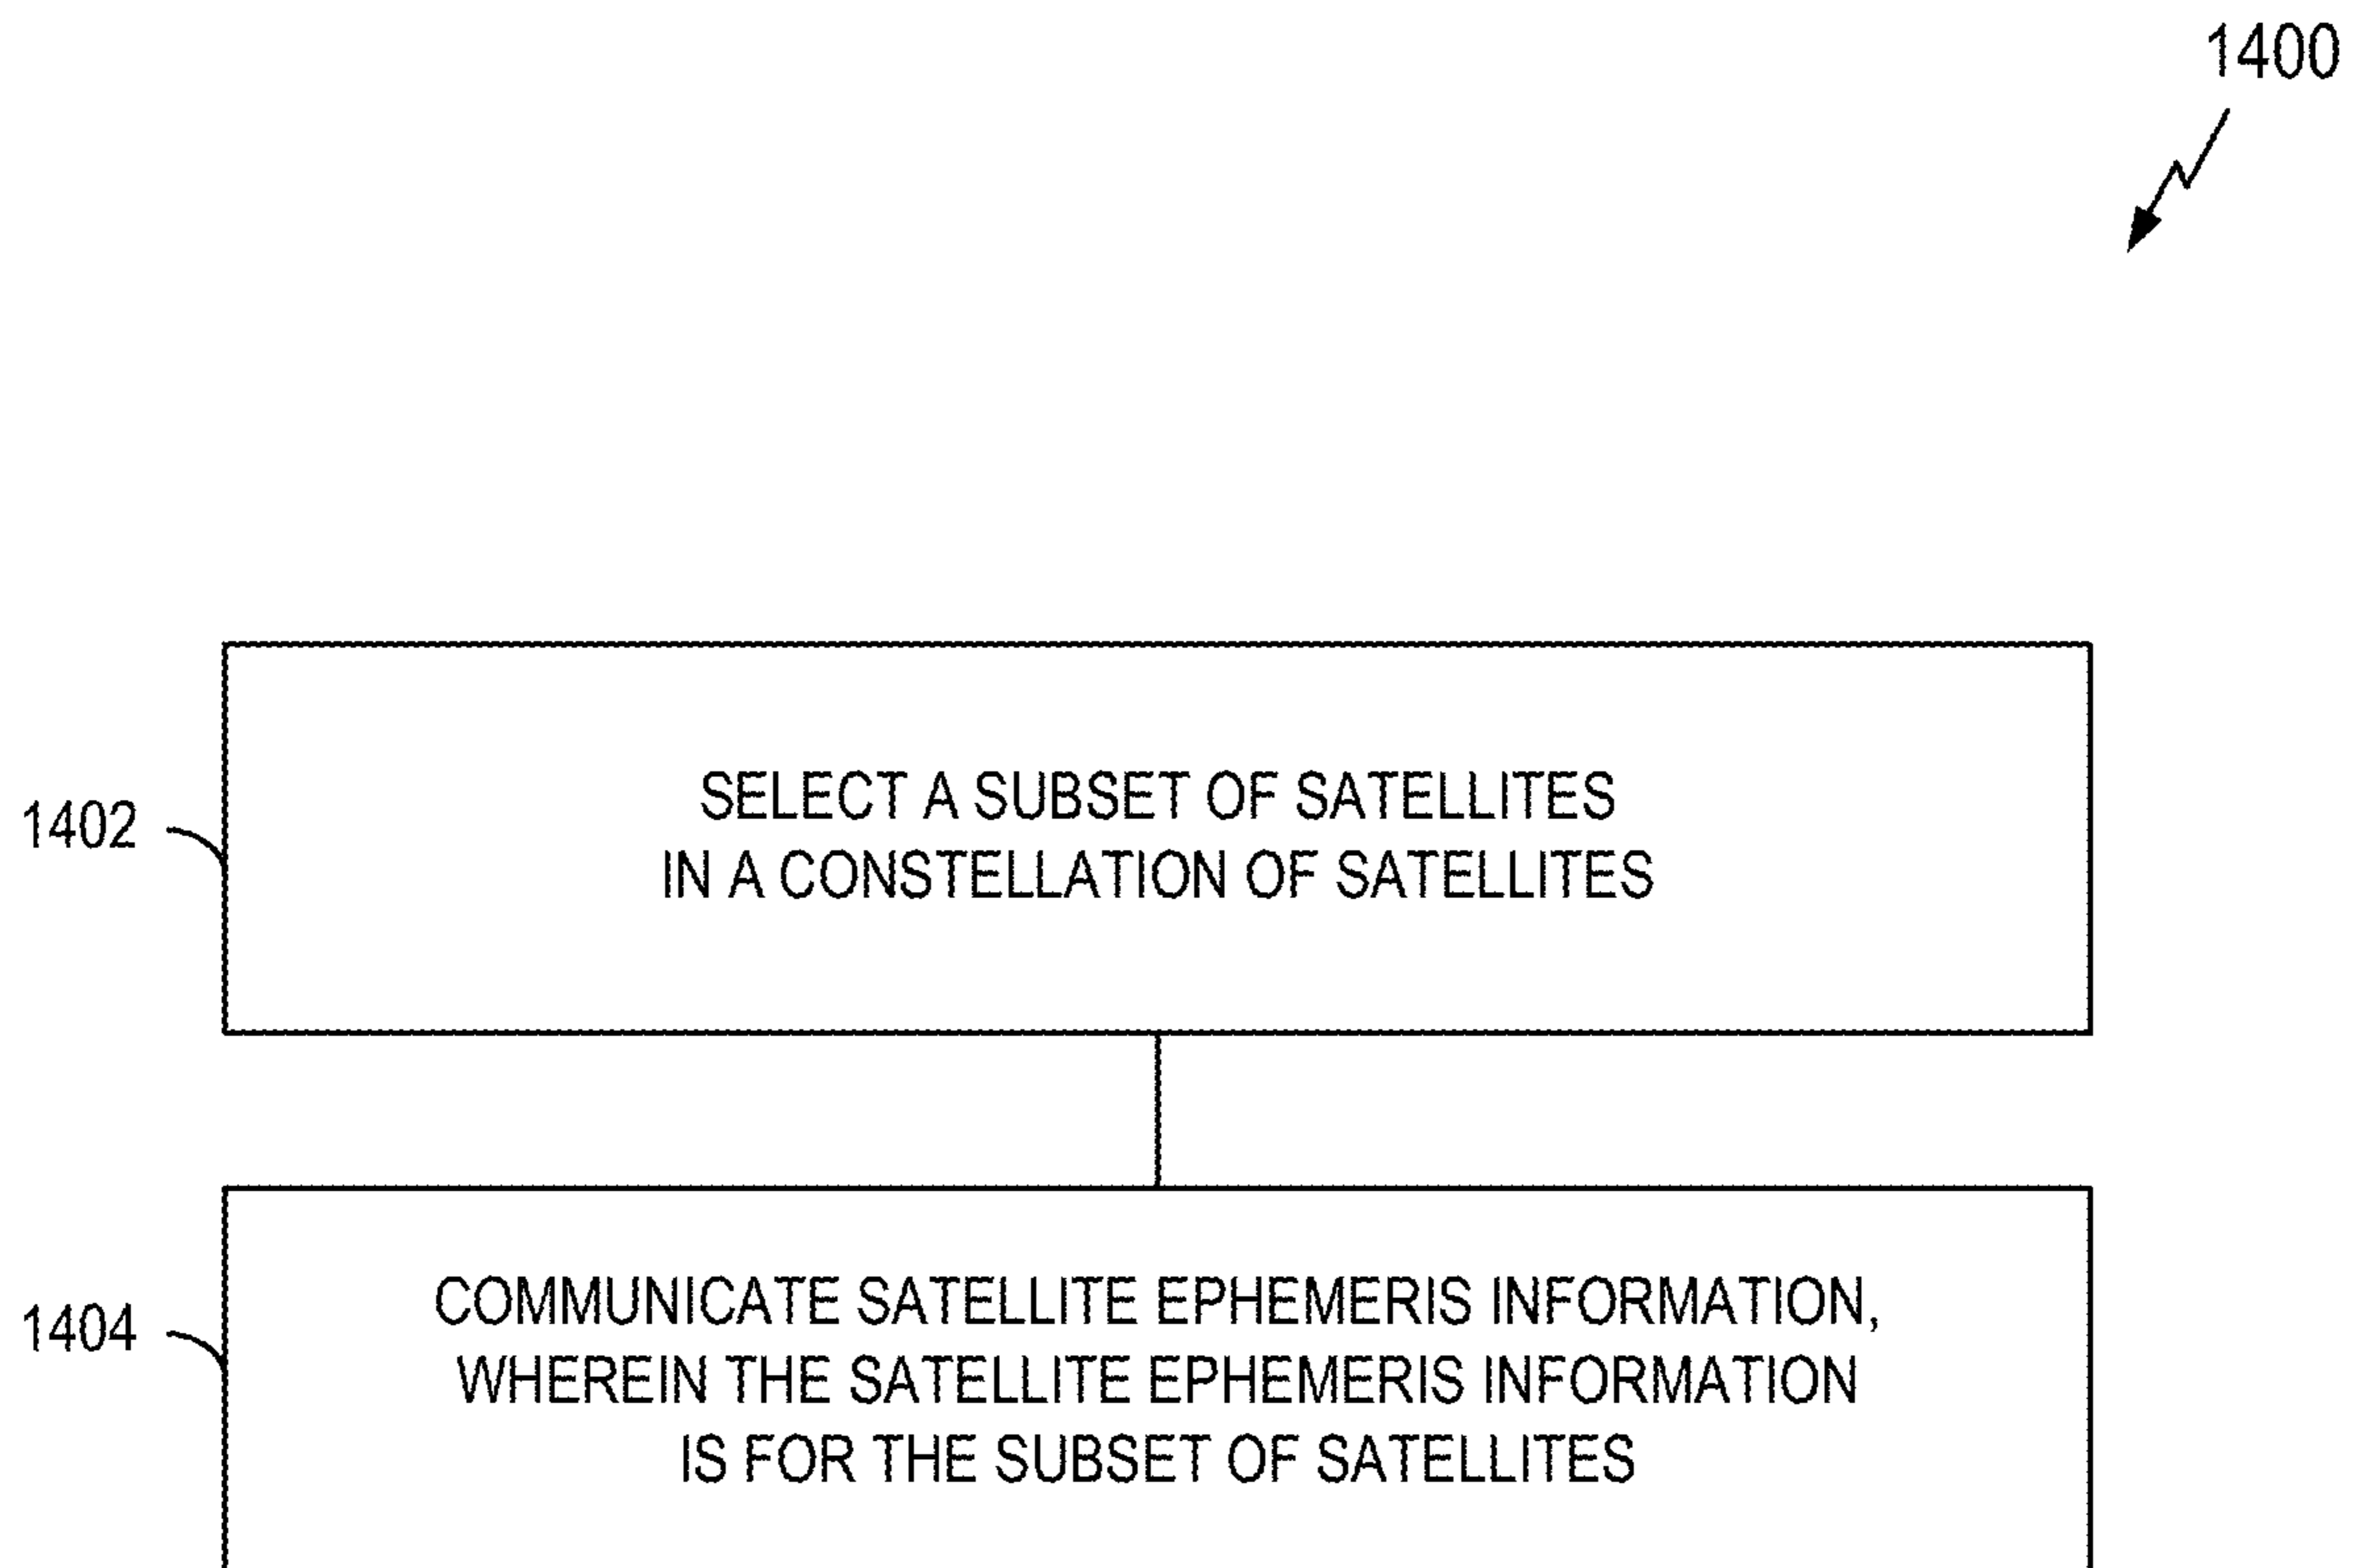 1400
1402
SELECT A SUBSET OF SATELLITES
IN A CONSTELLATION OF SATELLITES
1404
COMMUNICATE SATELLITE EPHEMERIS INFORMATION,
WHEREIN THE SATELLITE EPHEMERIS INFORMATION
IS FOR THE SUBSET OF SATELLITES